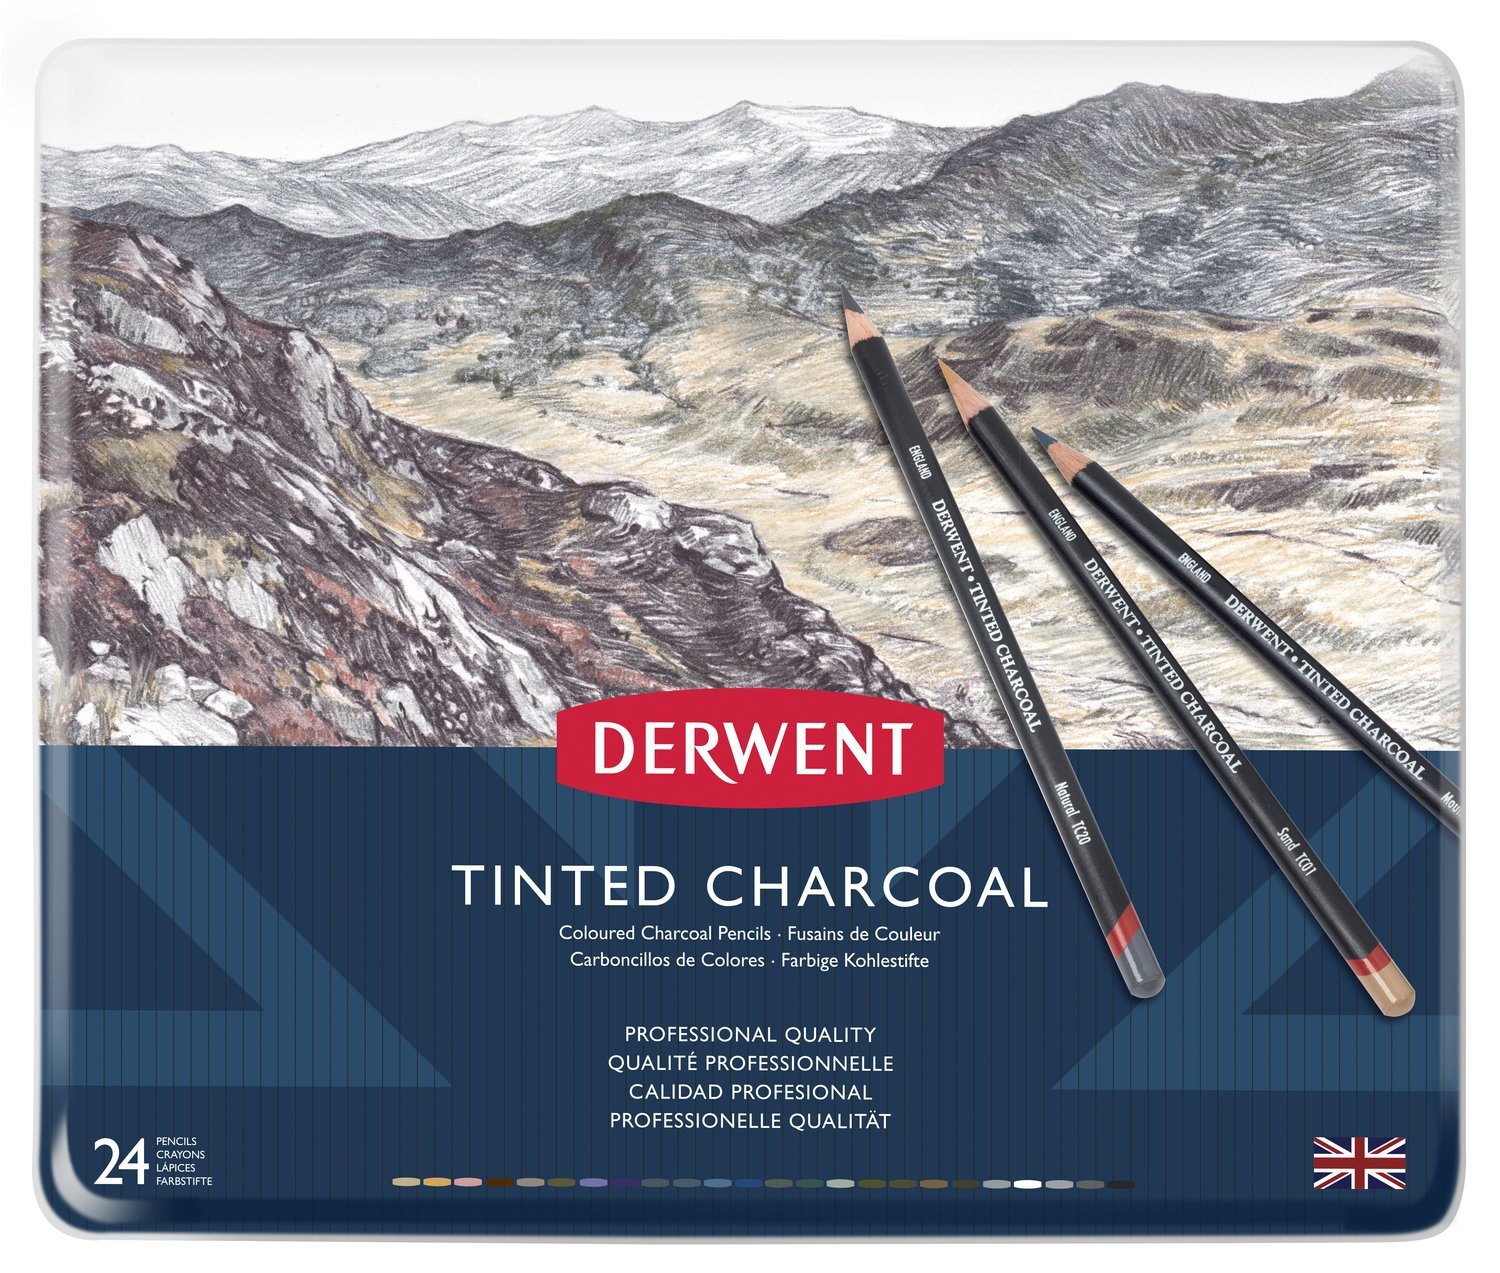 ENGLAND DERWENT • TINTED CHARCOAL Natural TC20
ENGLAND DERWENT • TINTED CHARCOAL Sand TC01
ENGLAND DERWENT • TINTED CHARCOAL
DERWENT
TINTED CHARCOAL
Coloured Charcoal Pencils · Fusains de Couleur
Carboncillos de Colores · Farbige Kohlestifte
PROFESSIONAL QUALITY
QUALITÉ PROFESSIONNELLE
CALIDAD PROFESIONAL
PROFESSIONELLE QUALITÄT
24
PENCILS
CRAYONS
LÁPICES
FARBSTIFTE